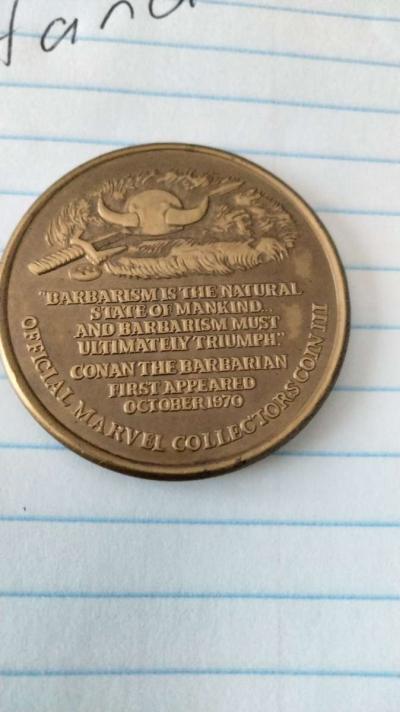 "BARBARISM IS THE NATURAL
STATE OF MANKIND...
AND BARBARISM MUST
ULTIMATELY TRIUMPH."
CONAN THE BARBARIAN
FIRST APPEARED
OCTOBER 1970
OFFICIAL MARVEL COLLECTORS COIN III